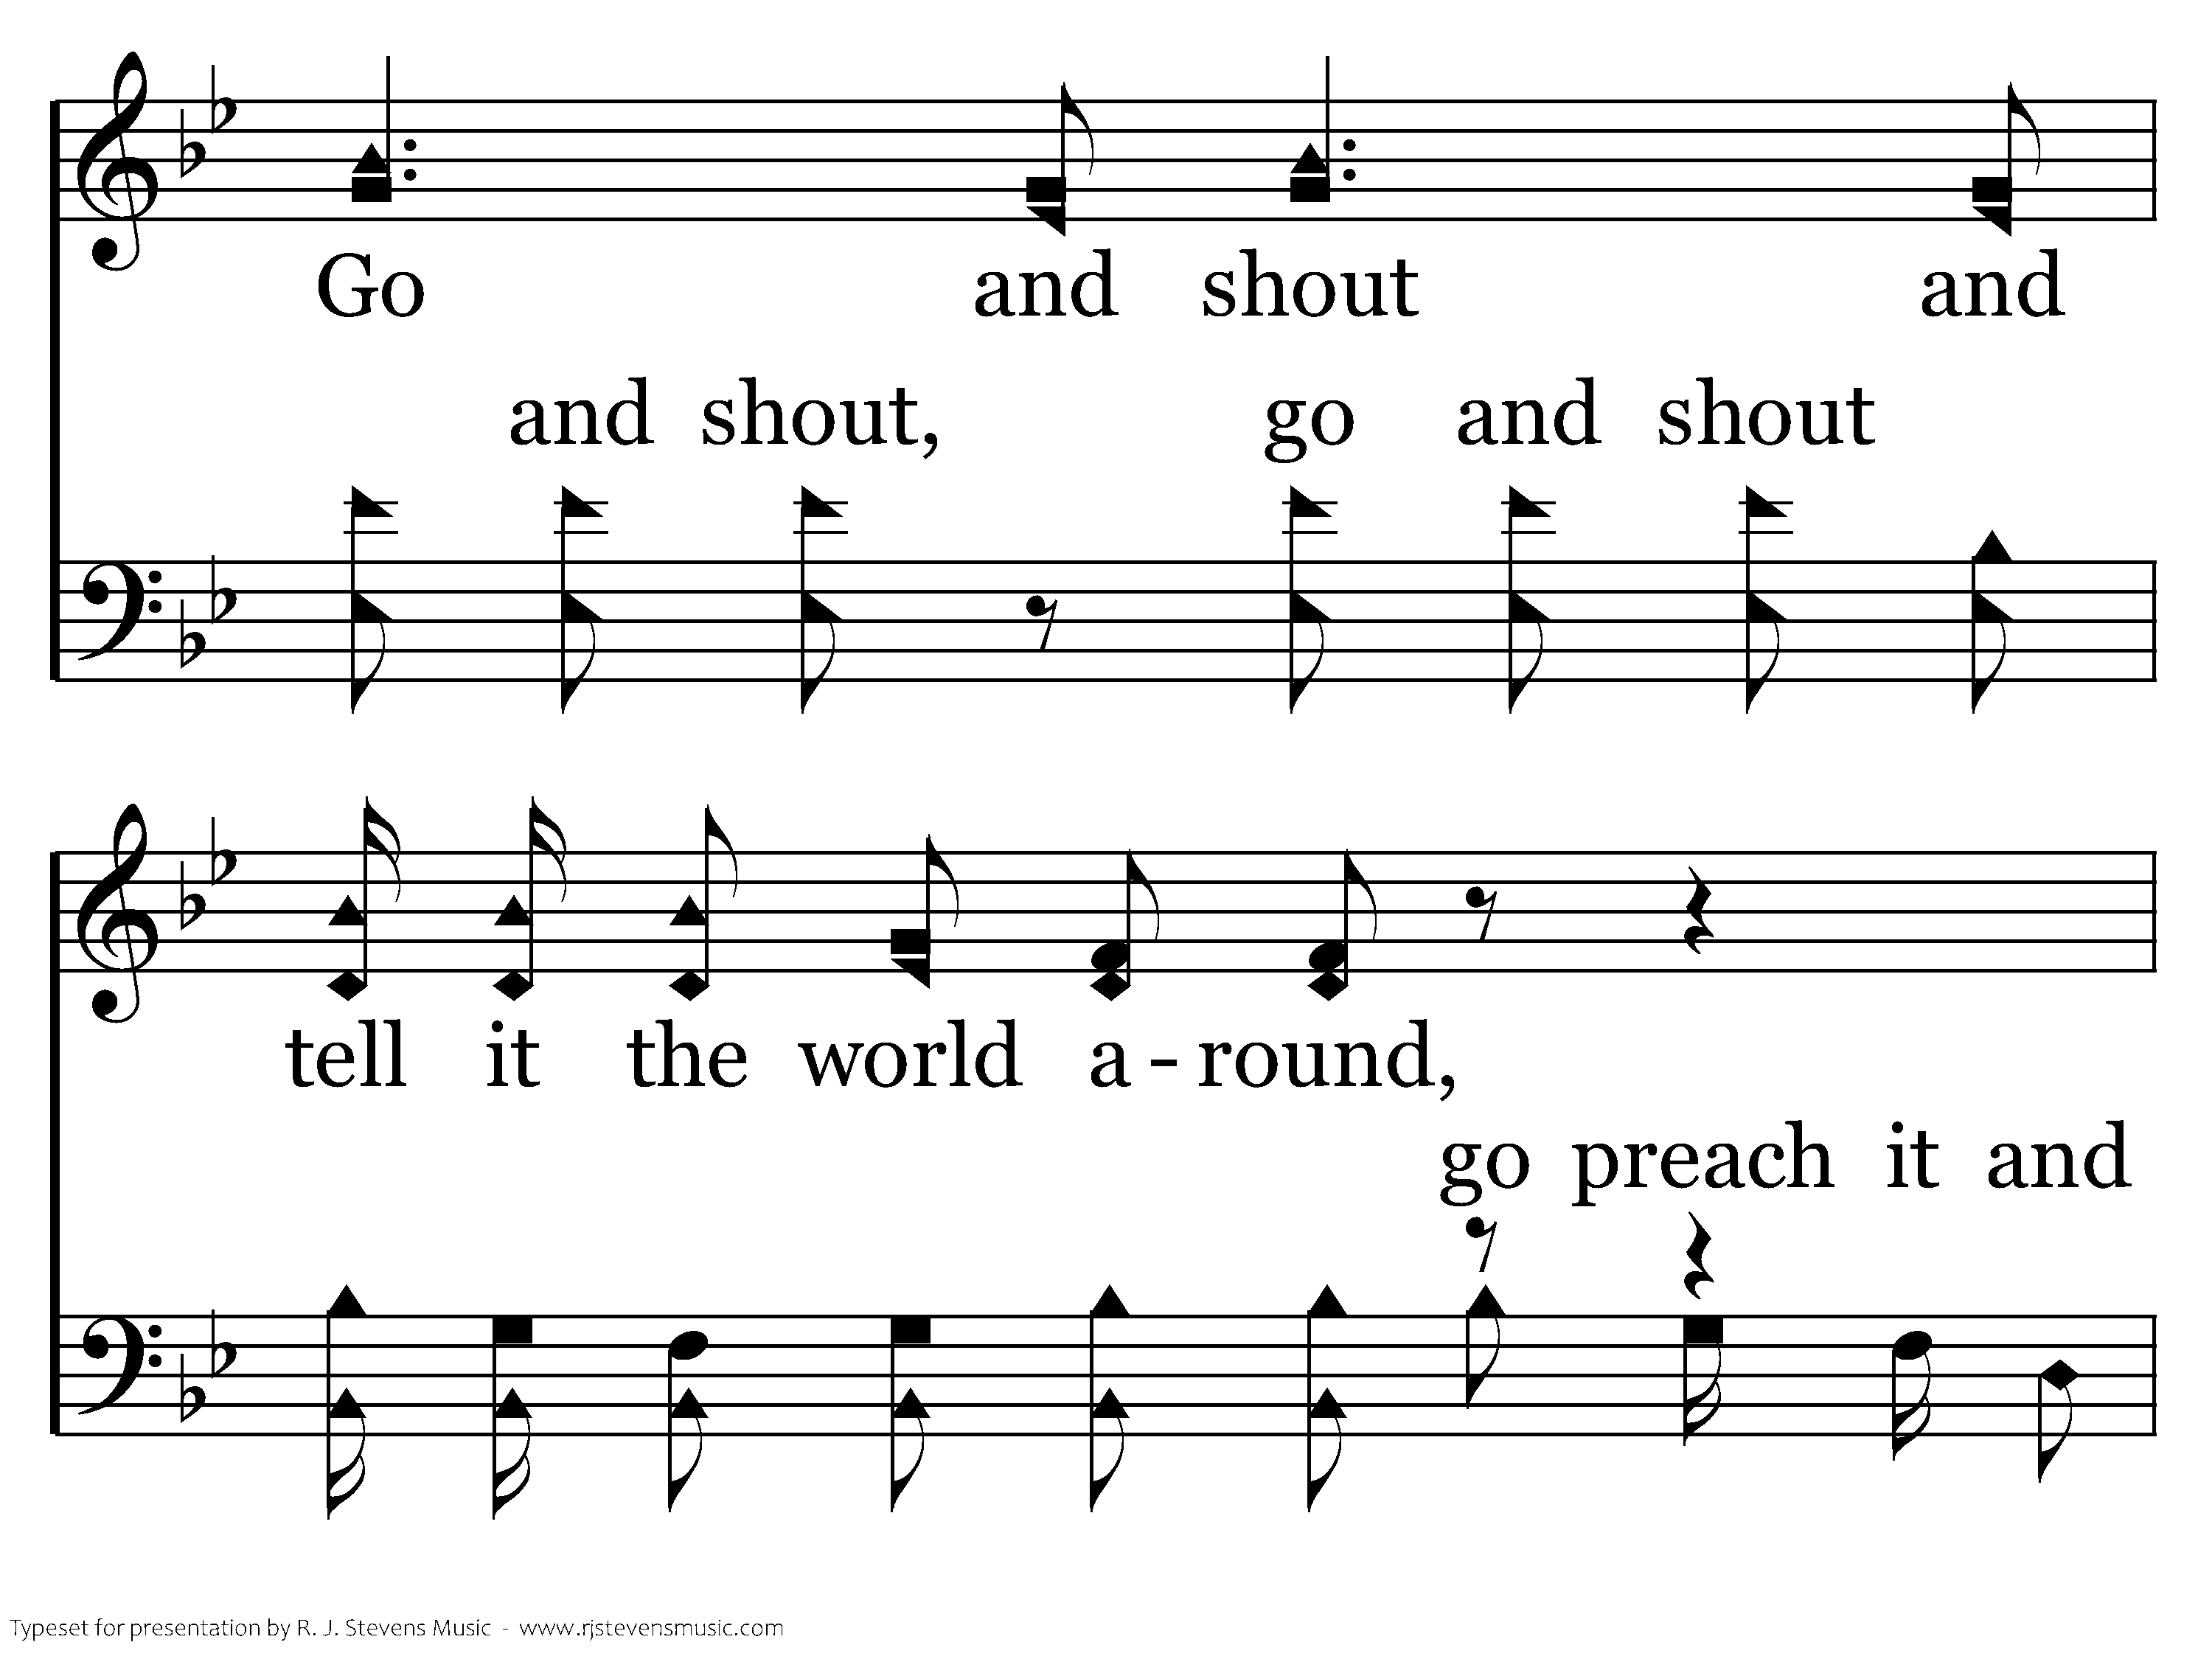 Go and shout and
and shout, go and shout
tell it the world a - round,
go preach it and
Typeset for presentation by R. J. Stevens Music - www.rjstevensmusic.com